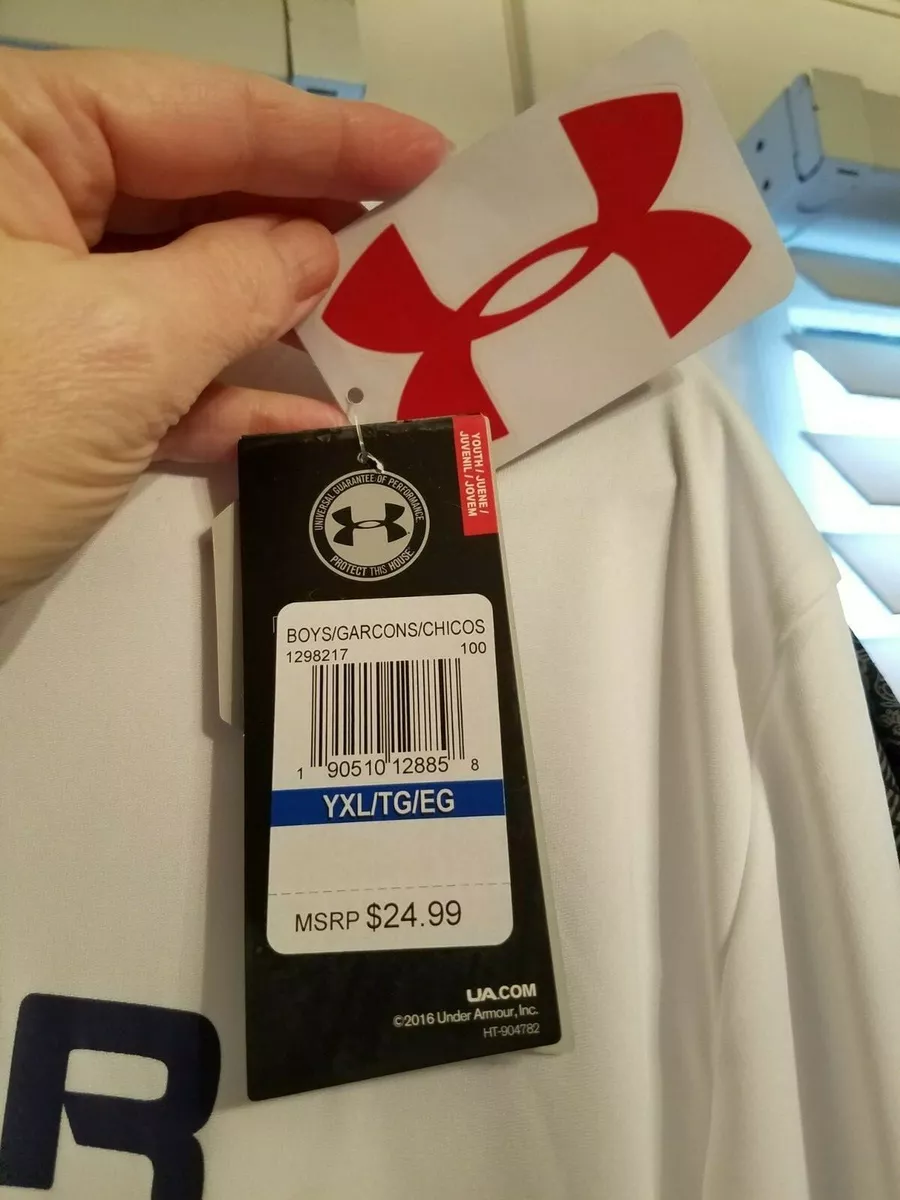 YOUTH / JUENE /
JUVENIL / JOVEM
UNIVERSAL GUARANTEE OF PERFORMANCE
PROTECT THIS HOUSE
BOYS/GARCONS/CHICOS
1298217 100
1 90510 12885 8
YXL/TG/EG
MSRP $24.99
UA.COM
©2016 Under Armour, Inc.
HT-904782
R